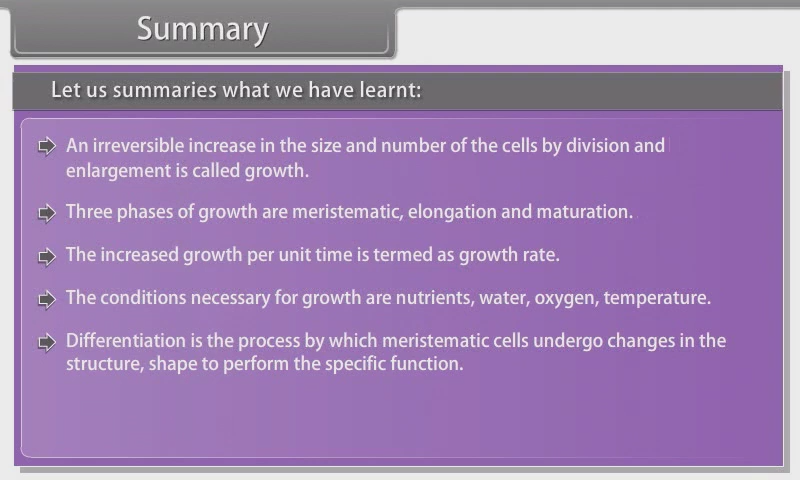 Summary
Let us summaries what we have learnt:
An irreversible increase in the size and number of the cells by division and
enlargement is called growth.
Three phases of growth are meristematic, elongation and maturation.
The increased growth per unit time is termed as growth rate.
The conditions necessary for growth are nutrients, water, oxygen, temperature.
Differentiation is the process by which meristematic cells undergo changes in the
structure, shape to perform the specific function.